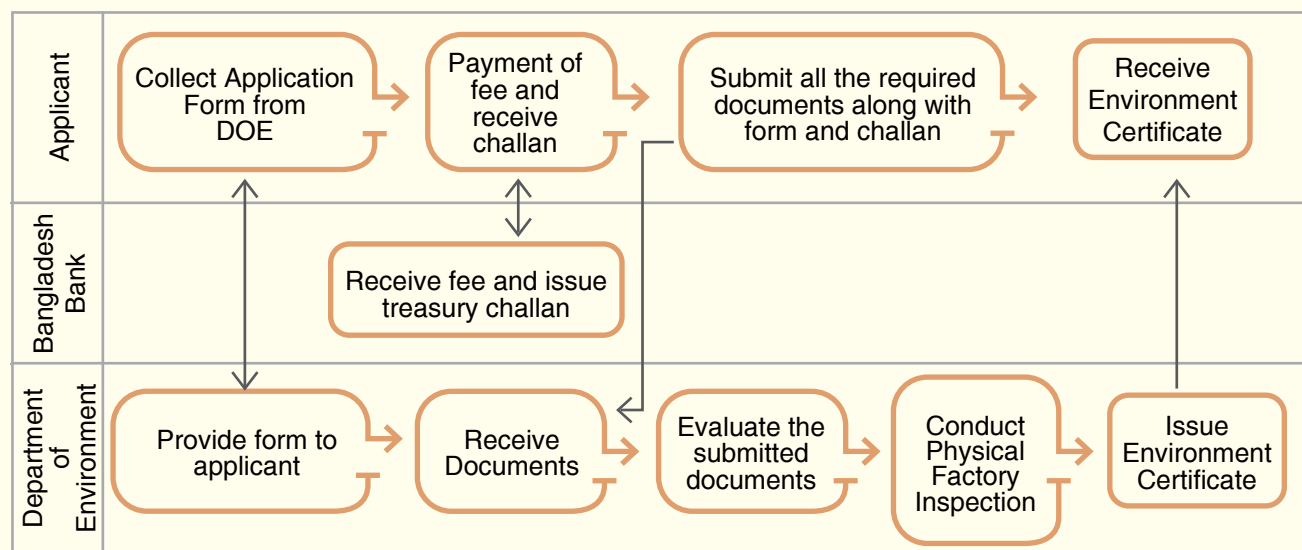 Applicant
Collect Application
Form from
DOE
Payment of
fee and
receive
challan
Submit all the required
documents along with
form and challan
Receive
Environment
Certificate
Bangladesh
Bank
Receive fee and issue
treasury challan
Department
of
Environment
Provide form to
applicant
Receive
Documents
Evaluate the
submitted
documents
Conduct
Physical
Factory
Inspection
Issue
Environment
Certificate